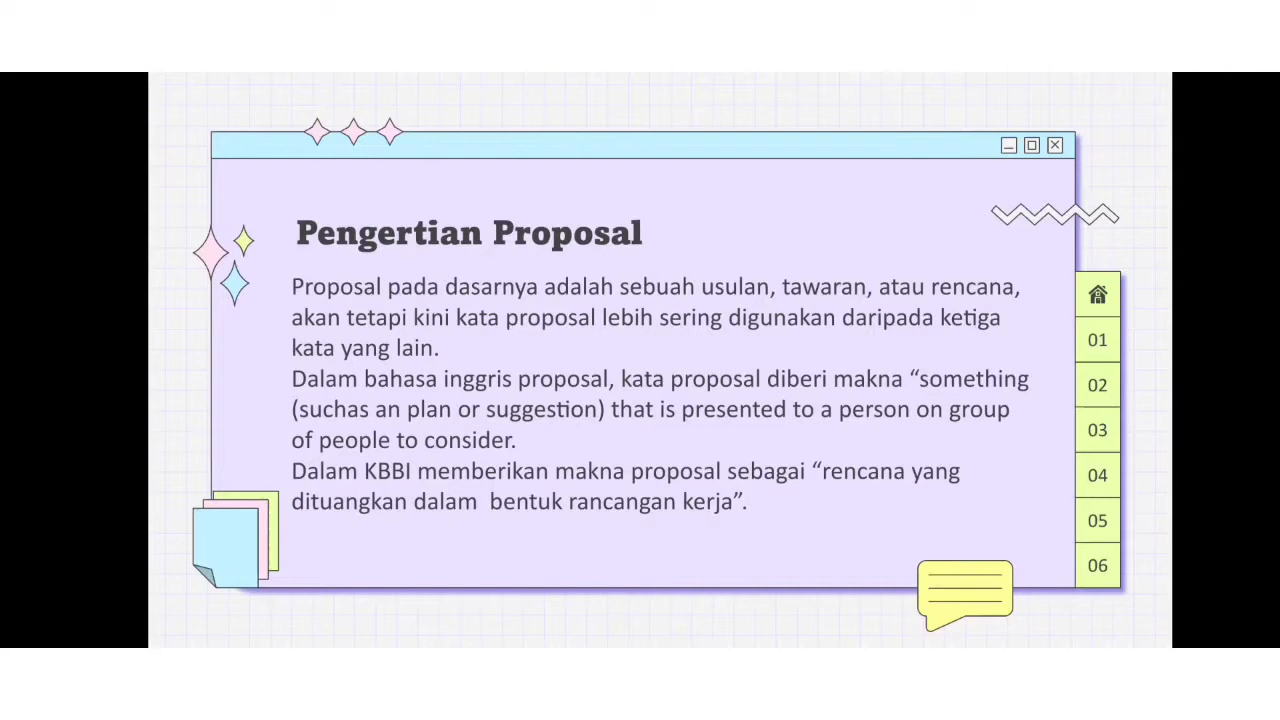 Pengertian Proposal
Proposal pada dasarnya adalah sebuah usulan, tawaran, atau rencana,
akan tetapi kini kata proposal lebih sering digunakan daripada ketiga
kata yang lain.
Dalam bahasa inggris proposal, kata proposal diberi makna “something
(suchas an plan or suggestion) that is presented to a person on group
of people to consider.
Dalam KBBI memberikan makna proposal sebagai “rencana yang
dituangkan dalam  bentuk rancangan kerja”.
01
02
03
04
05
06